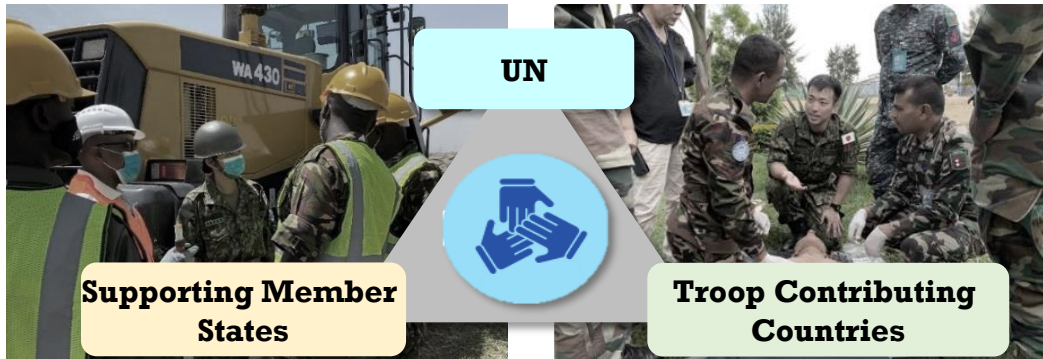 WA430
UN
Supporting Member
States
Troop Contributing
Countries